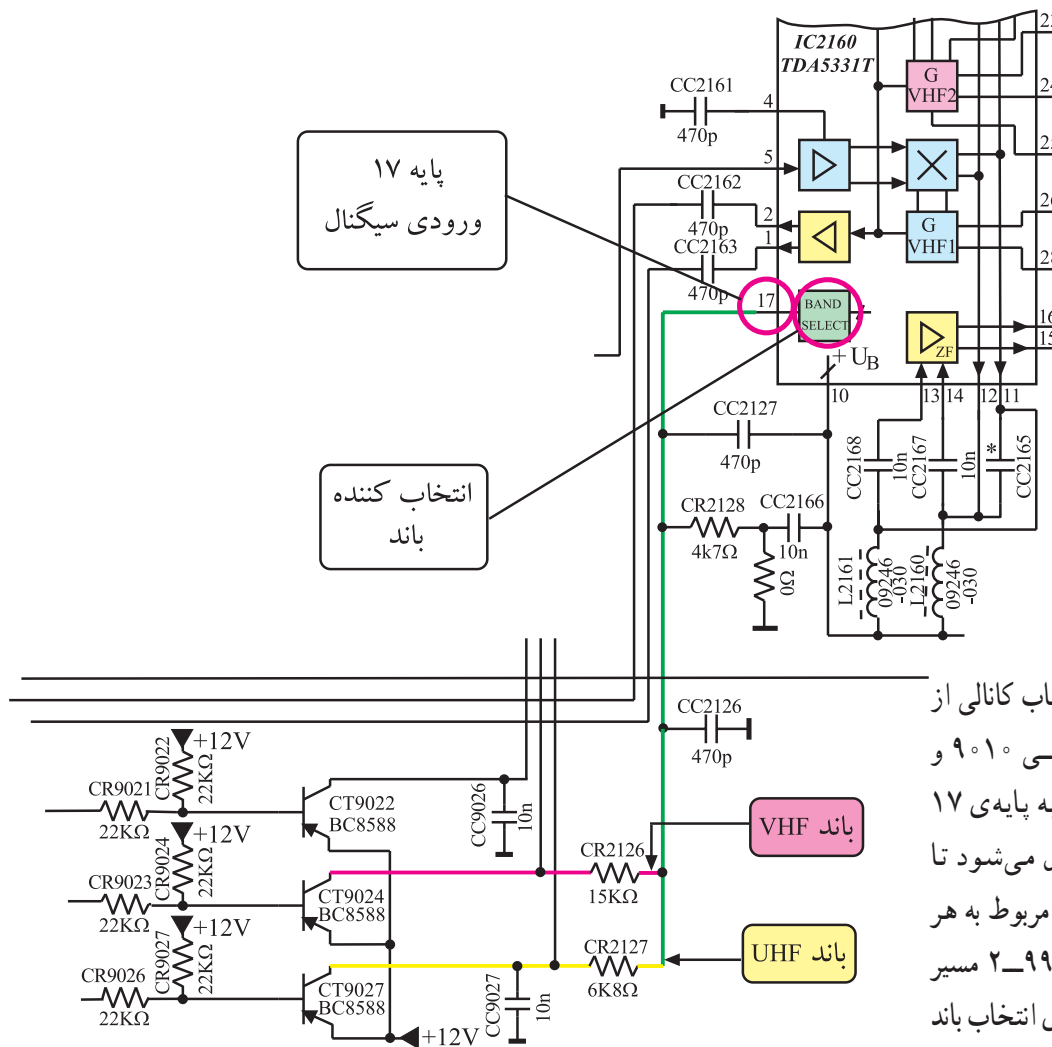 IC2160
TDA5331T
G
VHF2
24
CC2161
4
470p
5
پایه ۱۷
ورودی سیگنال
CC2162
2
470p
1
CC2163
470p
G
VHF1
26
28
17
BAND
SELECT
+UB
ZF
16
15
10
13
14
12
11
CC2127
470p
CC2168
10n
CC2167
10n
*
CC2165
انتخاب کننده
باند
CR2128
4k7Ω
CC2166
10n
0Ω
L2161
09246
-030
L2160
09246
-030
CC2126
470p
اب کانالی از
ـی ۹۰۱۰ و
ه پایه‌ی ۱۷
ل می‌شود تا
مربوط به هر
۲ــ۹۹ مسیر
ی انتخاب باند
+12V
CR9022
22KΩ
CR9021
22KΩ
CT9022
BC8588
CC9026
10n
+12V
CR9024
22KΩ
CR9023
22KΩ
CT9024
BC8588
CR2126
15KΩ
باند VHF
+12V
CR9027
22KΩ
CR9026
22KΩ
CT9027
BC8588
CC9027
10n
CR2127
6K8Ω
باند UHF
+12V